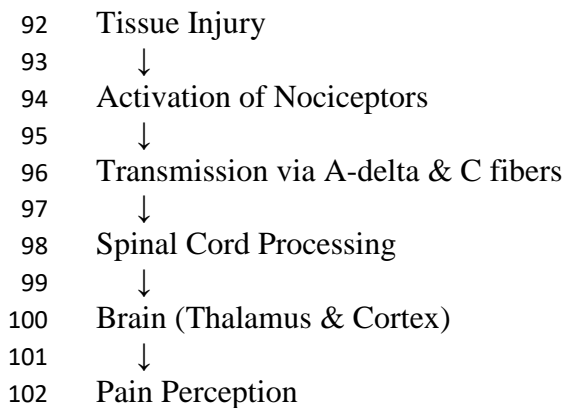 92 Tissue Injury
93 ↓
94 Activation of Nociceptors
95 ↓
96 Transmission via A-delta & C fibers
97 ↓
98 Spinal Cord Processing
99 ↓
100 Brain (Thalamus & Cortex)
101 ↓
102 Pain Perception